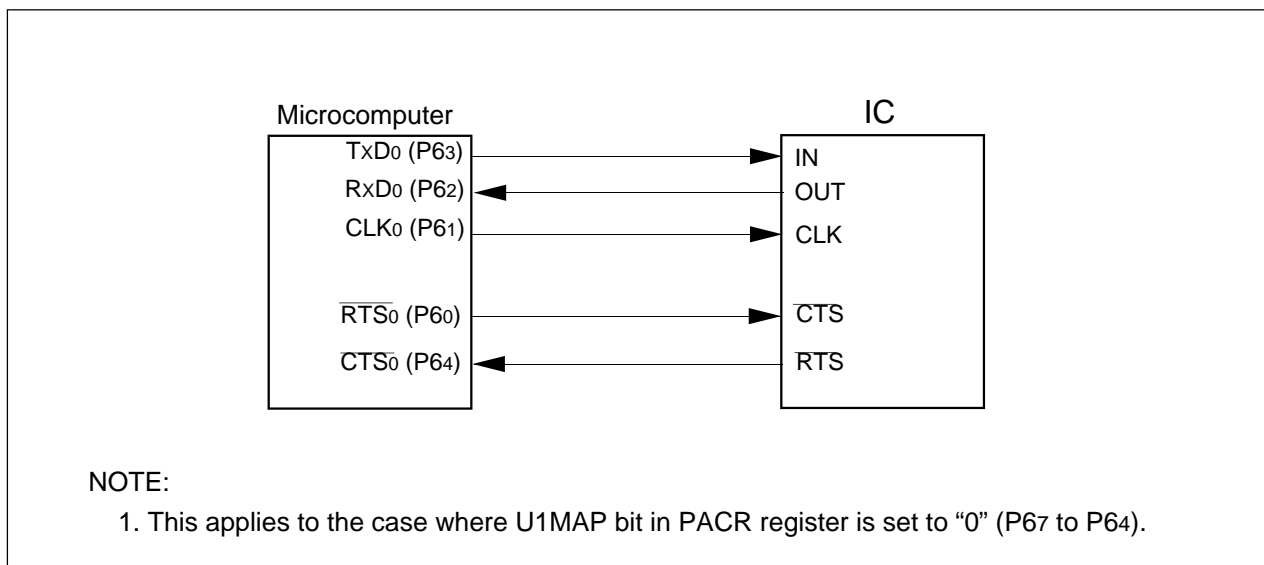 Microcomputer IC
TxD0 (P63) IN
RxD0 (P62) OUT
CLK0 (P61) CLK
RTS0 (P60) CTS
CTS0 (P64) RTS
NOTE:
1. This applies to the case where U1MAP bit in PACR register is set to “0” (P67 to P64).